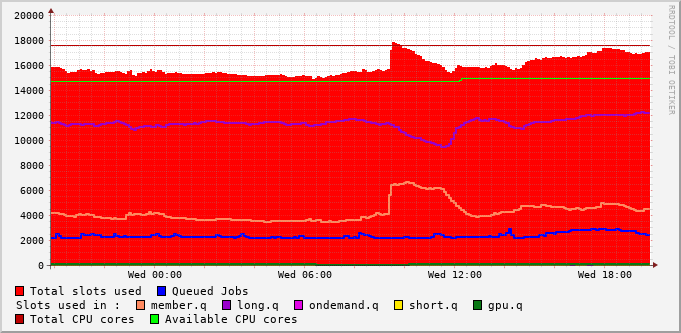 20000
18000
16000
14000
12000
10000
8000
6000
4000
2000
0
Wed 00:00 Wed 06:00 Wed 12:00 Wed 18:00
RRDTOOL / TOBI OETIKER
Total slots used Queued Jobs
Slots used in : member.q long.q ondemand.q short.q gpu.q
Total CPU cores Available CPU cores